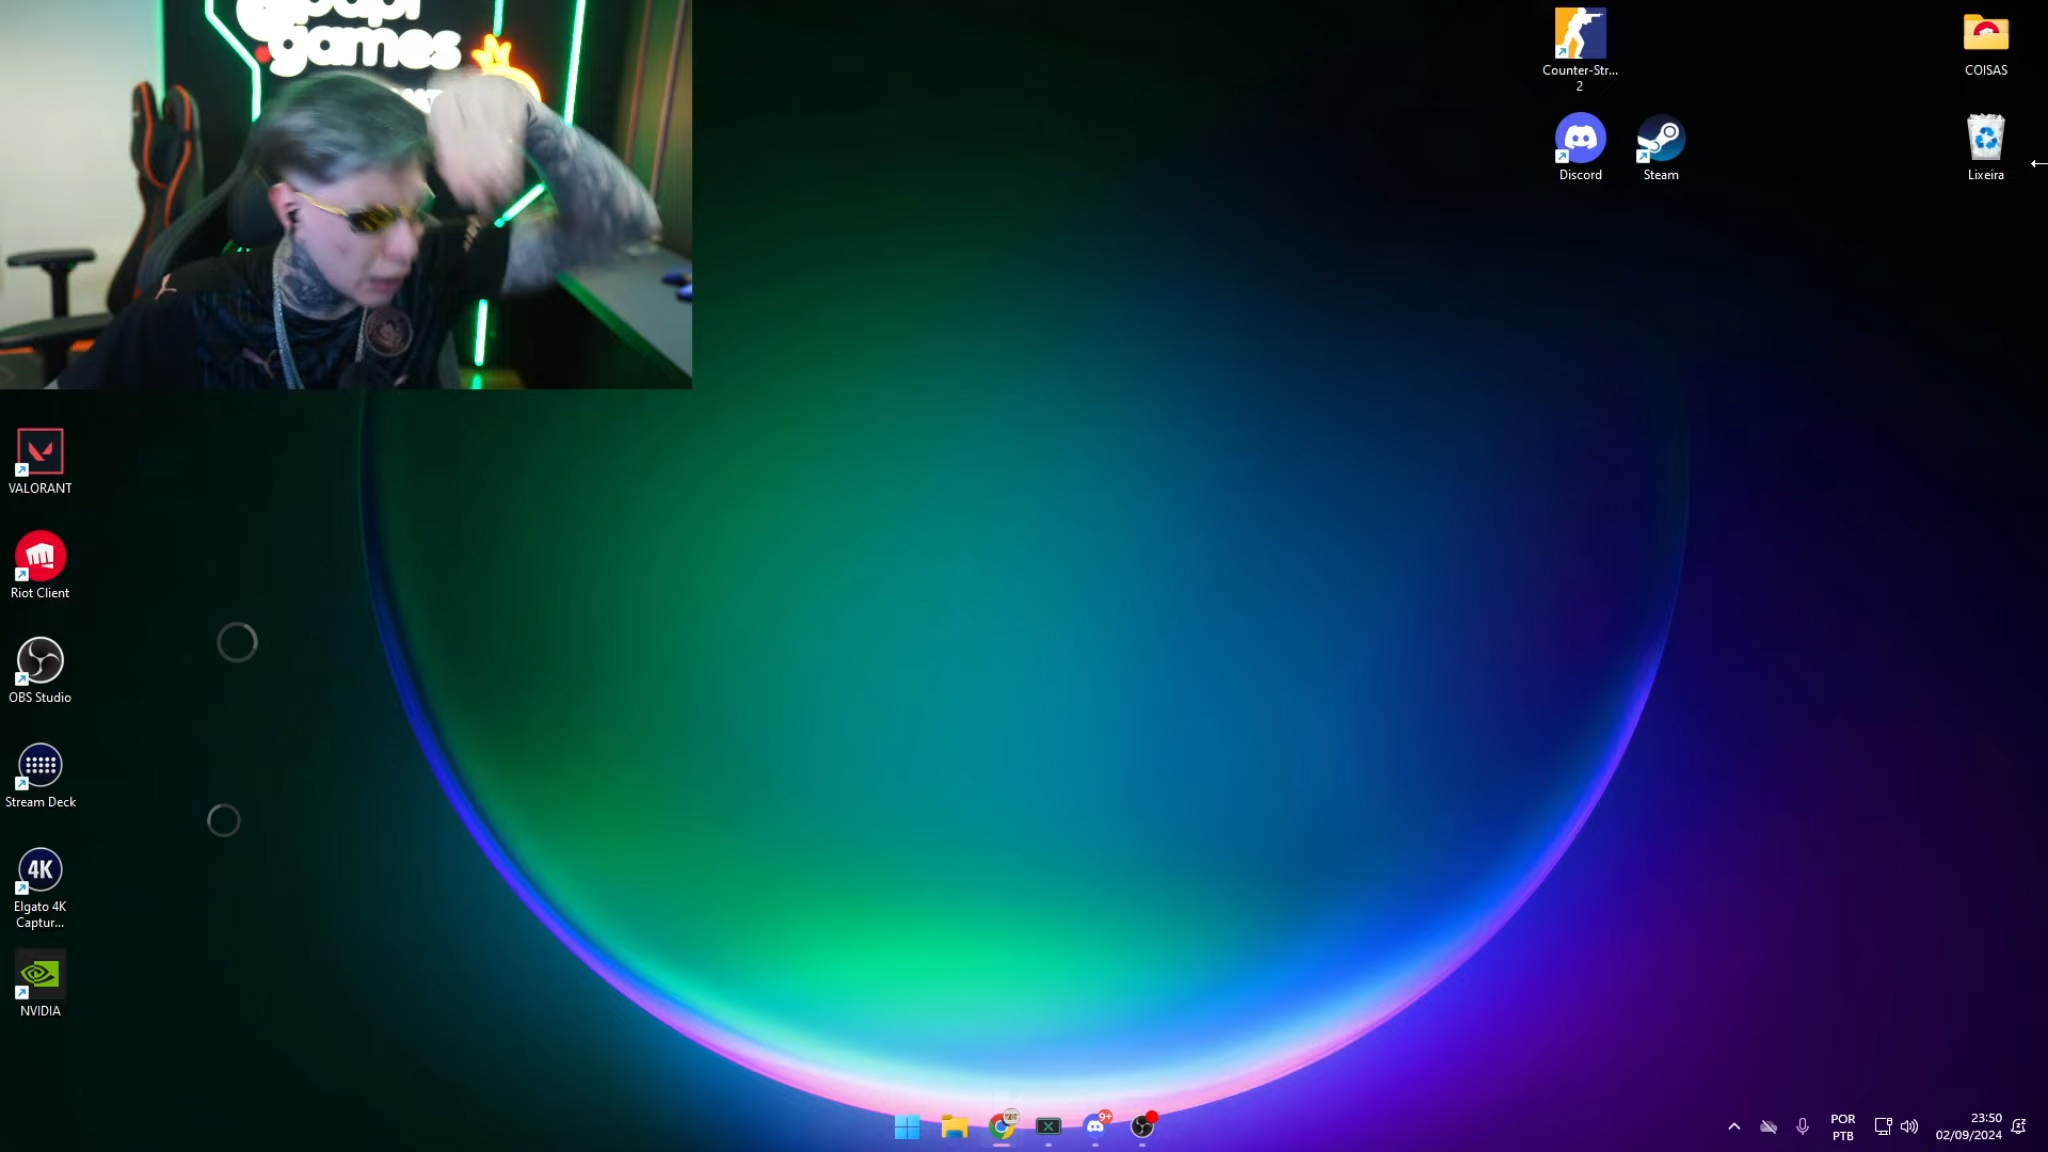 games
Counter-Str...
2
COISAS
Discord
Steam
Lixeira
VALORANT
Riot Client
OBS Studio
Stream Deck
4K
Elgato 4K
Captur...
NVIDIA
9+
POR
PTB
23:50
02/09/2024